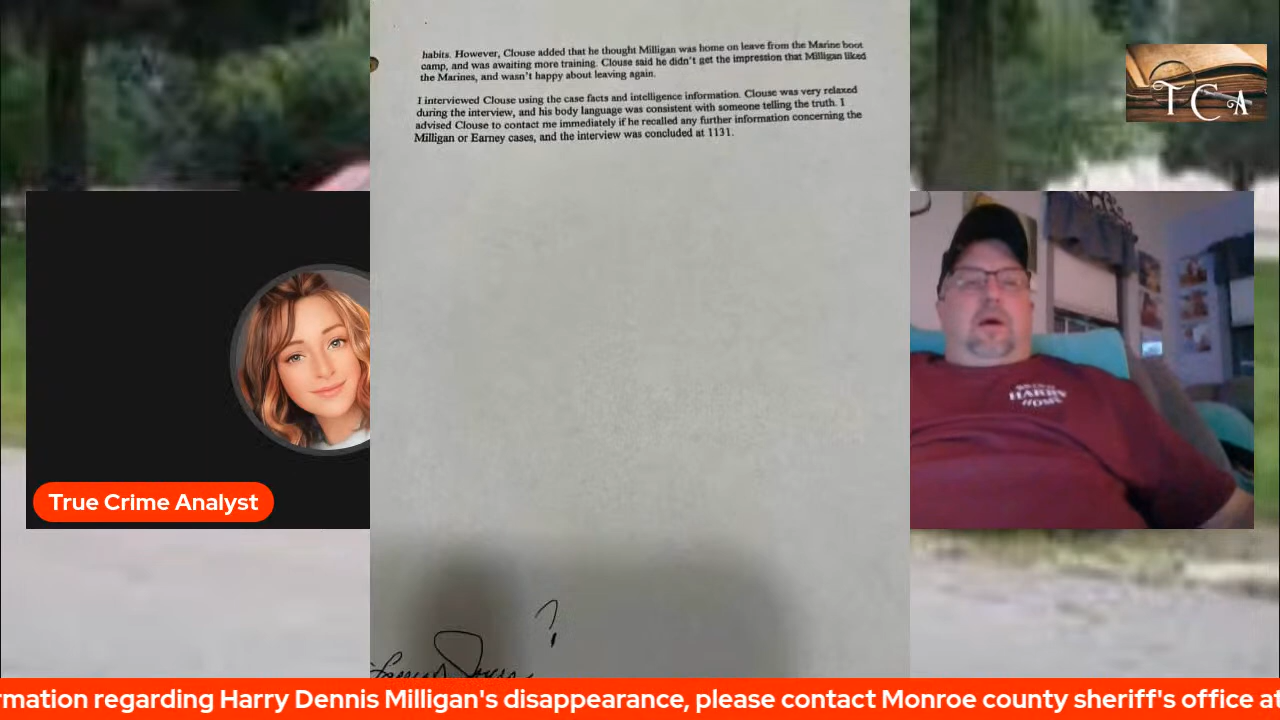 habits. However, Clouse added that he thought Milligan was home on leave from the Marine boot
camp, and was awaiting more training. Clouse said he didn't get the impression that Milligan liked
the Marines, and wasn't happy about leaving again.
I interviewed Clouse using the case facts and intelligence information. Clouse was very relaxed
during the interview, and his body language was consistent with someone telling the truth. I
advised Clouse to contact me immediately if he recalled any further information concerning the
Milligan or Earney cases, and the interview was concluded at 1131.
?
TCA
HARRY
HOME
True Crime Analyst
rmation regarding Harry Dennis Milligan's disappearance, please contact Monroe county sheriff's office at